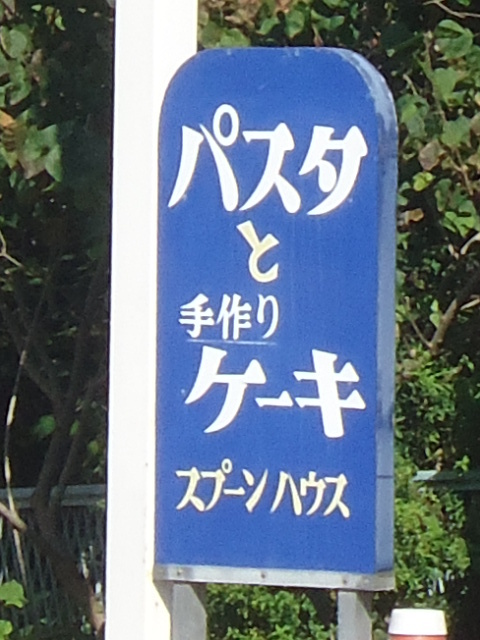 パスタ
と
手作り
ケーキ
スプーンハウス